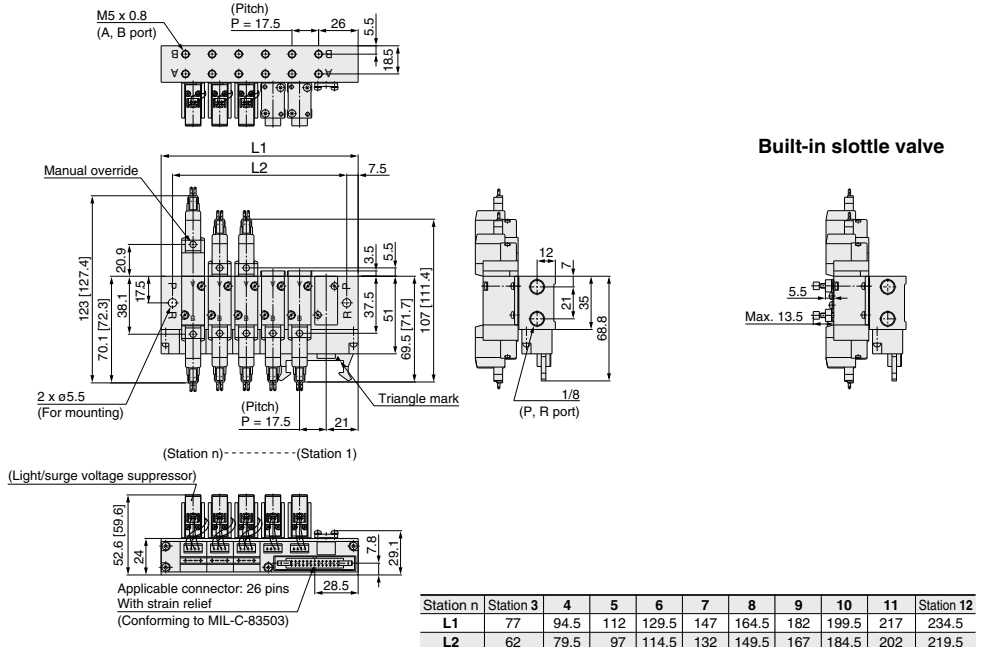 M5 x 0.8
(A, B port)
(Pitch)
P = 17.5
26
5.5
18.5
B
B
A
A
L1
L2
7.5
Manual override
123 [127.4]
70.1 [72.3]
20.9
38.1
17.5
P
R
P
R
3.5
5.5
37.5
51
69.5 [71.7]
107 [111.4]
2 x ø5.5
(For mounting)
(Pitch)
P = 17.5
21
Triangle mark
(Station n)----------(Station 1)
12
7
21
35
68.8
1/8
(P, R port)
Built-in slottle valve
5.5
Max. 13.5
(Light/surge voltage suppressor)
52.6 [59.6]
24
7.8
29.1
28.5
Applicable connector: 26 pins
With strain relief
(Conforming to MIL-C-83503)
Station n Station 3 4 5 6 7 8 9 10 11 Station 12
L1 77 94.5 112 129.5 147 164.5 182 199.5 217 234.5
L2 62 79.5 97 114.5 132 149.5 167 184.5 202 219.5